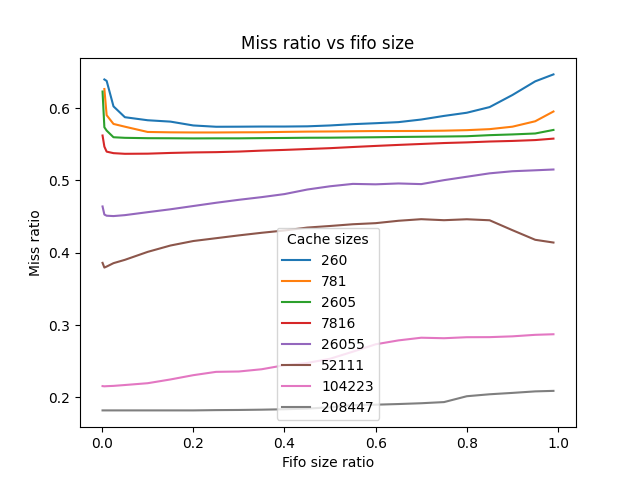 Miss ratio vs fifo size
Miss ratio
0.6
0.5
0.4
0.3
0.2
Cache sizes
260
781
2605
7816
26055
52111
104223
208447
0.0 0.2 0.4 0.6 0.8 1.0
Fifo size ratio